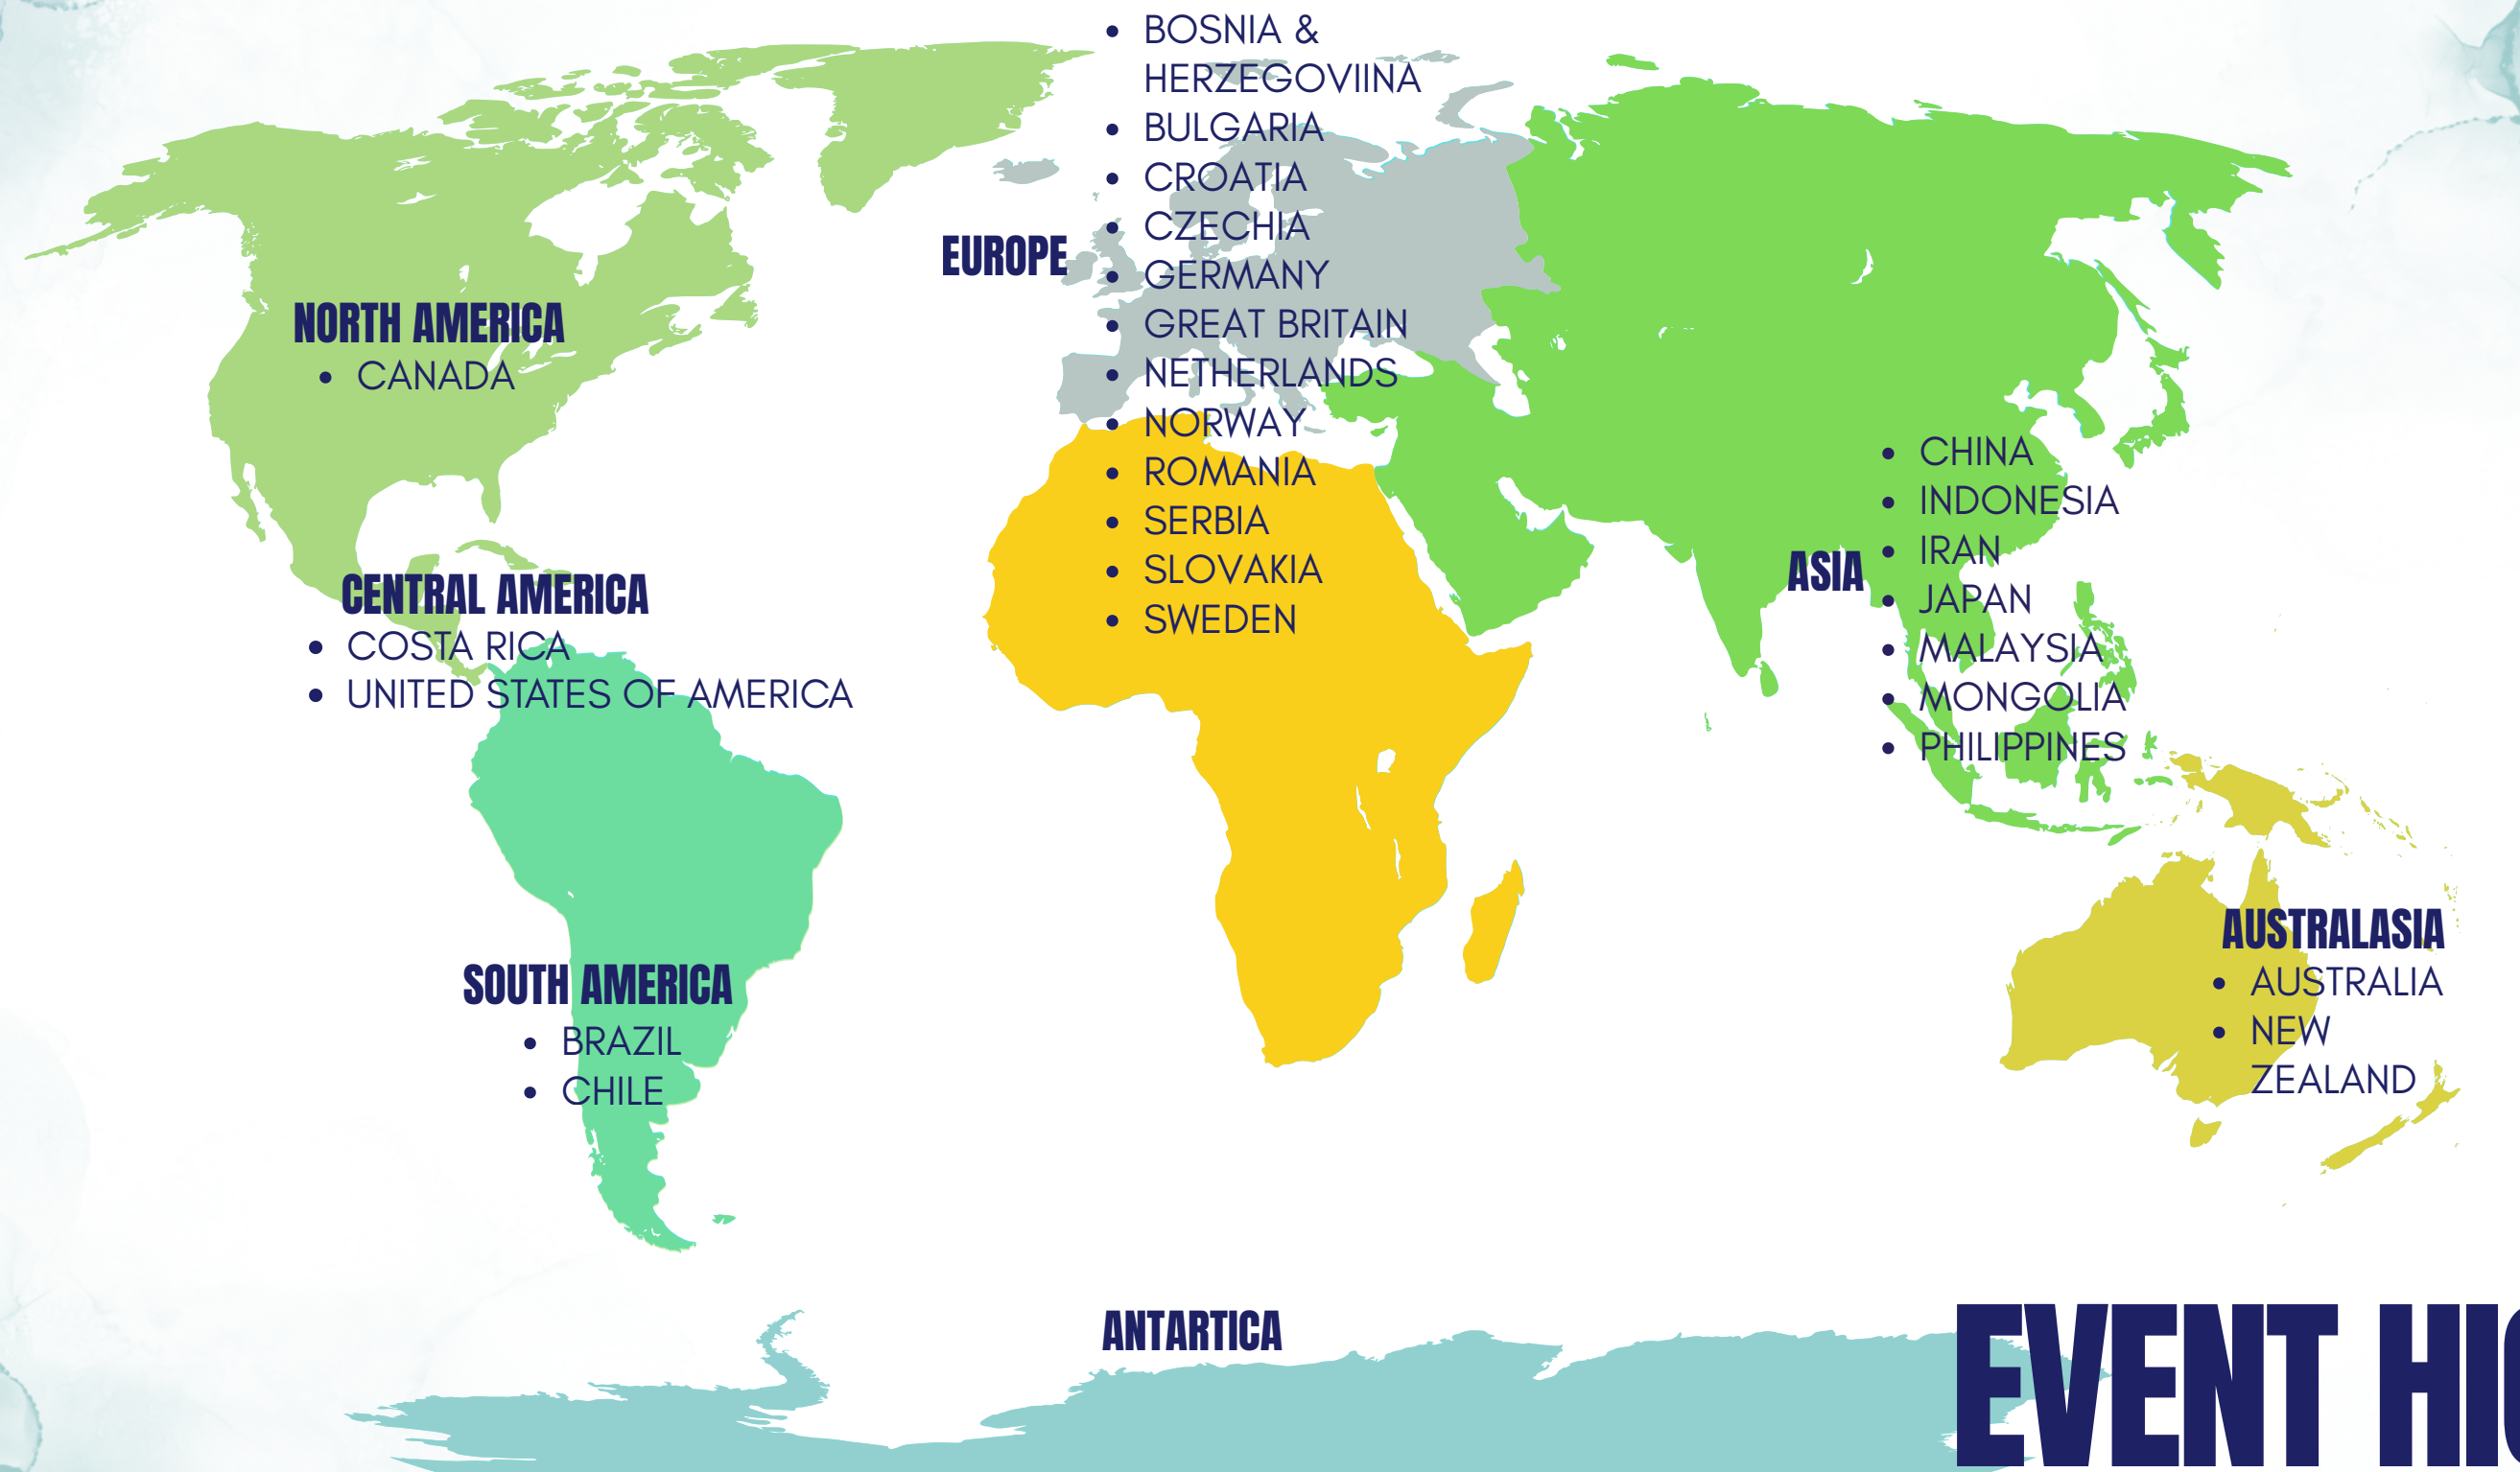 NORTH AMERICA
CANADA
CENTRAL AMERICA
COSTA RICA
UNITED STATES OF AMERICA
SOUTH AMERICA
BRAZIL
CHILE
EUROPE
BOSNIA &
HERZEGOVIINA
BULGARIA
CROATIA
CZECHIA
GERMANY
GREAT BRITAIN
NETHERLANDS
NORWAY
ROMANIA
SERBIA
SLOVAKIA
SWEDEN
ASIA
CHINA
INDONESIA
IRAN
JAPAN
MALAYSIA
MONGOLIA
PHILIPPINES
AUSTRALASIA
AUSTRALIA
NEW
ZEALAND
ANTARTICA
EVENT